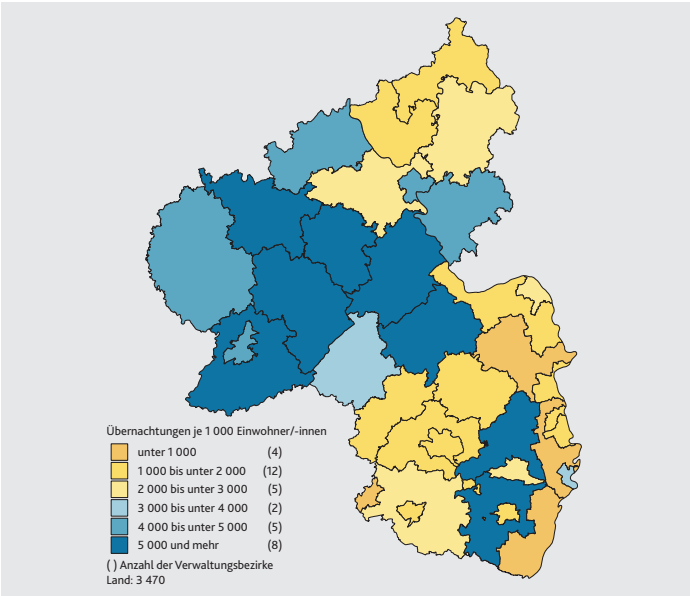 Übernachtungen je 1 000 Einwohner/-innen
unter 1 000 (4)
1 000 bis unter 2 000 (12)
2 000 bis unter 3 000 (5)
3 000 bis unter 4 000 (2)
4 000 bis unter 5 000 (5)
5 000 und mehr (8)
( ) Anzahl der Verwaltungsbezirke
Land: 3 470